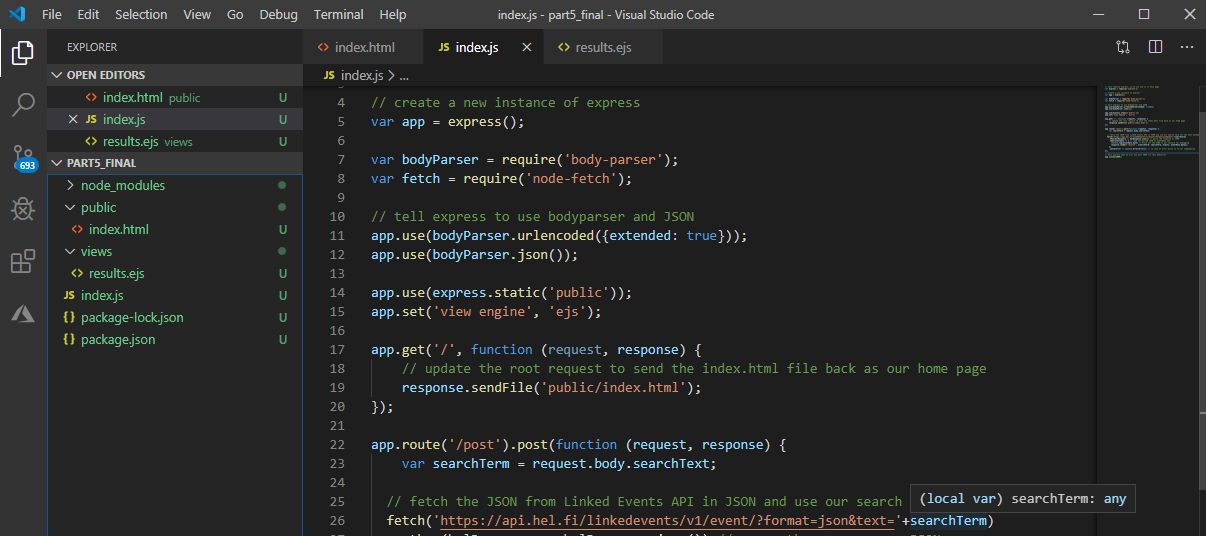 File Edit Selection View Go Debug Terminal Help index.js - part5_final - Visual Studio Code
EXPLORER
OPEN EDITORS
index.html public U
JS index.js U
results.ejs views U
PART5_FINAL
node_modules
public
index.html U
views
results.ejs U
JS index.js U
{} package-lock.json U
{} package.json U
693
index.html JS index.js results.ejs
JS index.js > ...
4 // create a new instance of express
5 var app = express();
6
7 var bodyParser = require('body-parser');
8 var fetch = require('node-fetch');
9
10 // tell express to use bodyparser and JSON
11 app.use(bodyParser.urlencoded({extended: true}));
12 app.use(bodyParser.json());
13
14 app.use(express.static('public'));
15 app.set('view engine', 'ejs');
16
17 app.get('/', function (request, response) {
18 // update the root request to send the index.html file back as our home page
19 response.sendFile('public/index.html');
20 });
21
22 app.route('/post').post(function (request, response) {
23 var searchTerm = request.body.searchText;
24
25 // fetch the JSON from Linked Events API in JSON and use our search
(local var) searchTerm: any
26 fetch('https://api.hel.fi/linkedevents/v1/event/?format=json&text='+searchTerm)